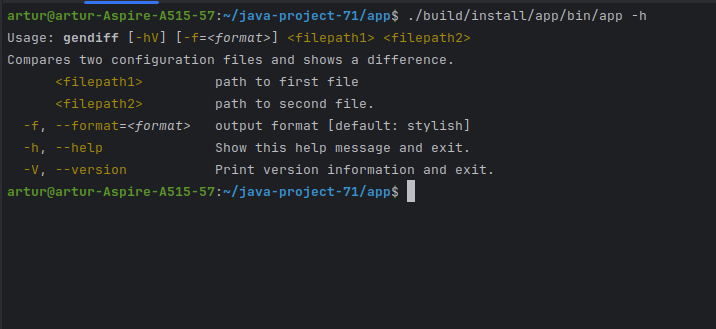 artur@artur-Aspire-A515-57:~/java-project-71/app$ ./build/install/app/bin/app -h
Usage: gendiff [-hV] [-f=<format>] <filepath1> <filepath2>
Compares two configuration files and shows a difference.
      <filepath1>         path to first file
      <filepath2>         path to second file.
  -f, --format=<format>   output format [default: stylish]
  -h, --help              Show this help message and exit.
  -V, --version           Print version information and exit.
artur@artur-Aspire-A515-57:~/java-project-71/app$